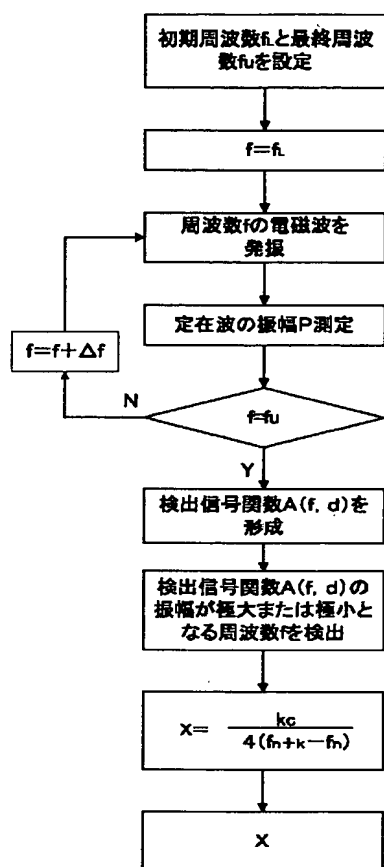 初期周波数fLと最終周波
数fUを設定
f=fL
周波数fの電磁波を
発振
定在波の振幅P測定
f=f+Δf
N
f=fU
Y
検出信号関数A(f, d)を
形成
検出信号関数A(f, d)の
振幅が極大または極小と
なる周波数fを検出
X= kc
4(fn+k−fn)
X